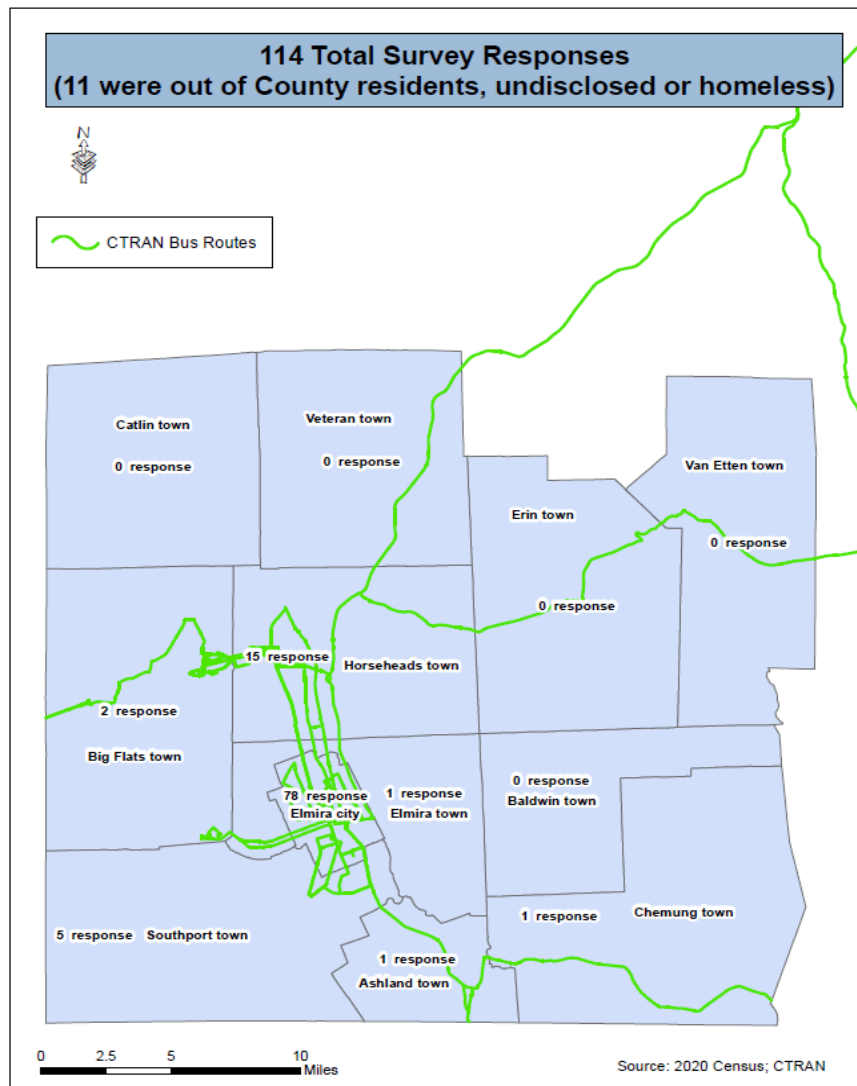 114 Total Survey Responses
(11 were out of County residents, undisclosed or homeless)
N
CTRAN Bus Routes
Catlin town
0 response
Veteran town
0 response
Van Etten town
0 response
Erin town
0 response
15 response
Horseheads town
2 response
Big Flats town
78 response
Elmira city
1 response
Elmira town
0 response
Baldwin town
1 response
Chemung town
5 response Southport town
1 response
Ashland town
0 2.5 5 10
Miles
Source: 2020 Census; CTRAN